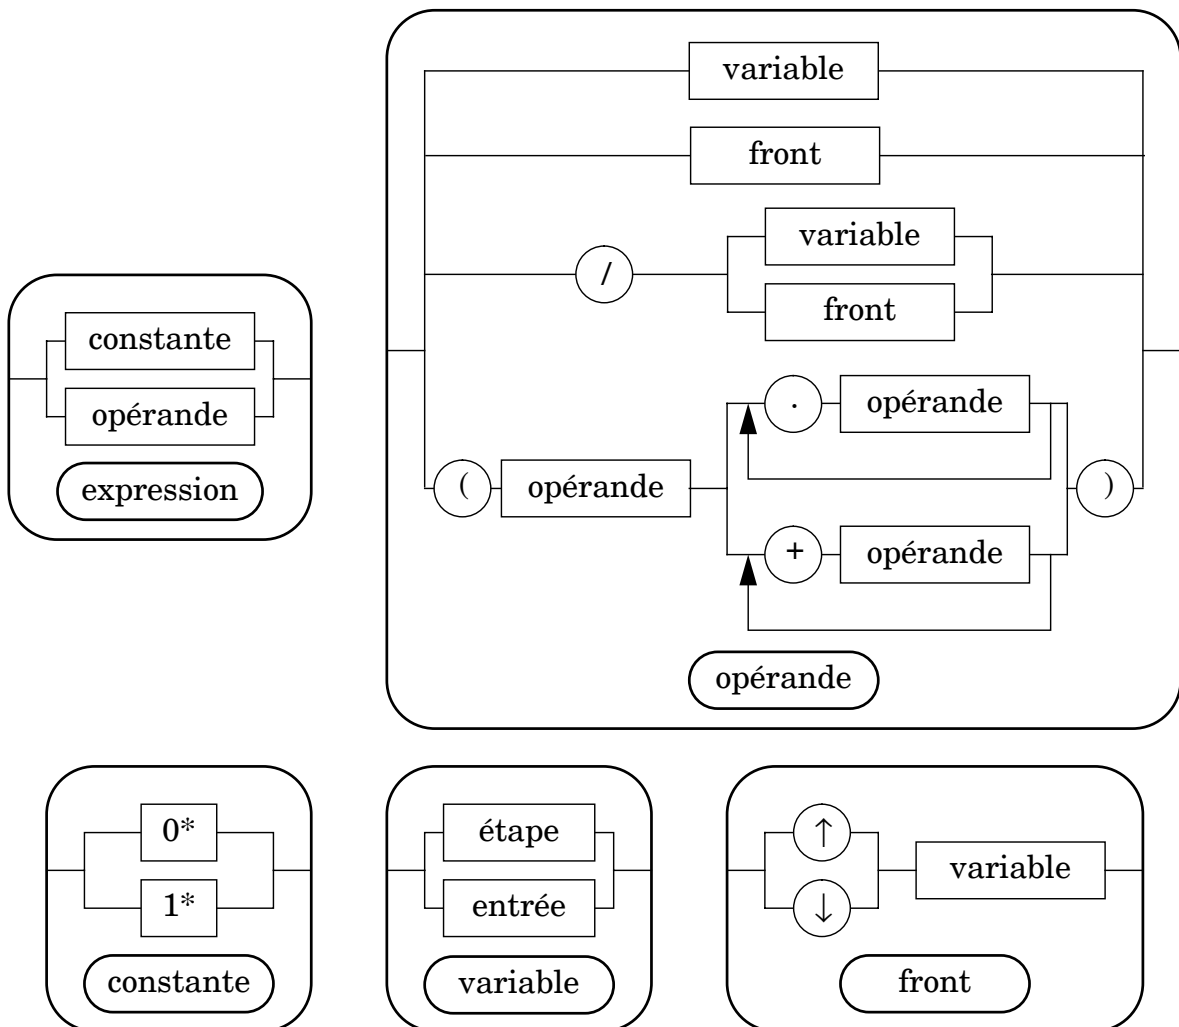 variable
front
/
variable
front
constante
opérande
expression
. opérande
( opérande )
+ opérande
opérande
0*
1*
constante
étape
entrée
variable
↑
↓
variable
front